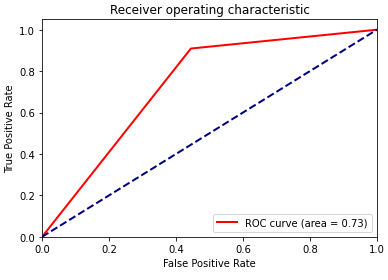 Receiver operating characteristic
True Positive Rate
1.0
0.8
0.6
0.4
0.2
0.0
ROC curve (area = 0.73)
0.0 0.2 0.4 0.6 0.8 1.0
False Positive Rate